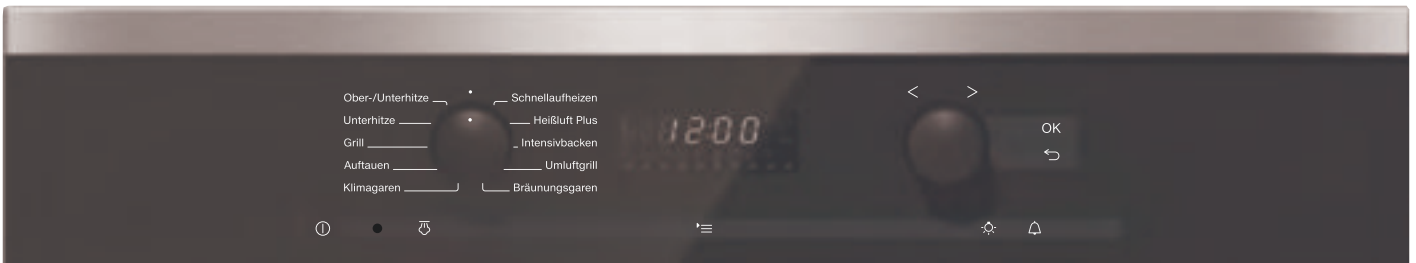 Ober-/Unterhitze
Unterhitze
Grill
Auftauen
Klimagaren
Schnellaufheizen
Heißluft Plus
Intensivbacken
Umluftgrill
Bräunungsgaren
12:00
< >
OK